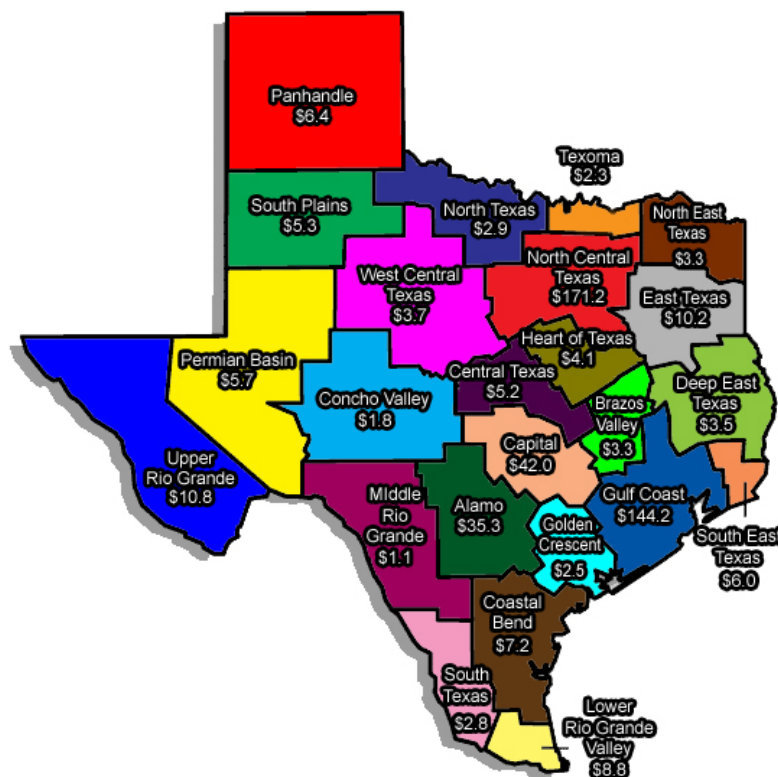 Panhandle
$6.4
Texoma
$2.3
South Plains
$5.3
North Texas
$2.9
North East
Texas
$3.3
West Central
Texas
$3.7
North Central
Texas
$171.2
East Texas
$10.2
Permian Basin
$5.7
Heart of Texas
$4.1
Central Texas
$5.2
Concho Valley
$1.8
Brazos
Valley
$3.3
Deep East
Texas
$3.5
Upper
Rio Grande
$10.8
Capital
$42.0
MIddle
Rio
Grande
$1.1
Alamo
$35.3
Golden
Crescent
$2.5
Gulf Coast
$144.2
South East
Texas
$6.0
Coastal
Bend
$7.2
South
Texas
$2.8
Lower
Rio Grande
Valley
$8.8